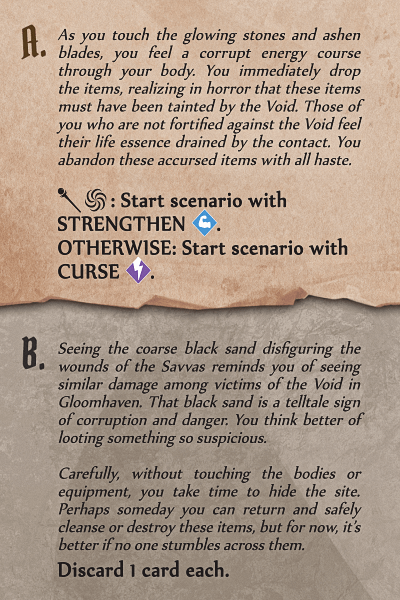 A. As you touch the glowing stones and ashen
blades, you feel a corrupt energy course
through your body. You immediately drop
the items, realizing in horror that these items
must have been tainted by the Void. Those of
you who are not fortified against the Void feel
their life essence drained by the contact. You
abandon these accursed items with all haste.
: Start scenario with
STRENGTHEN .
OTHERWISE: Start scenario with
CURSE .
B. Seeing the coarse black sand disfiguring the
wounds of the Savvas reminds you of seeing
similar damage among victims of the Void in
Gloomhaven. That black sand is a telltale sign
of corruption and danger. You think better of
looting something so suspicious.
Carefully, without touching the bodies or
equipment, you take time to hide the site.
Perhaps someday you can return and safely
cleanse or destroy these items, but for now, it's
better if no one stumbles across them.
Discard 1 card each.